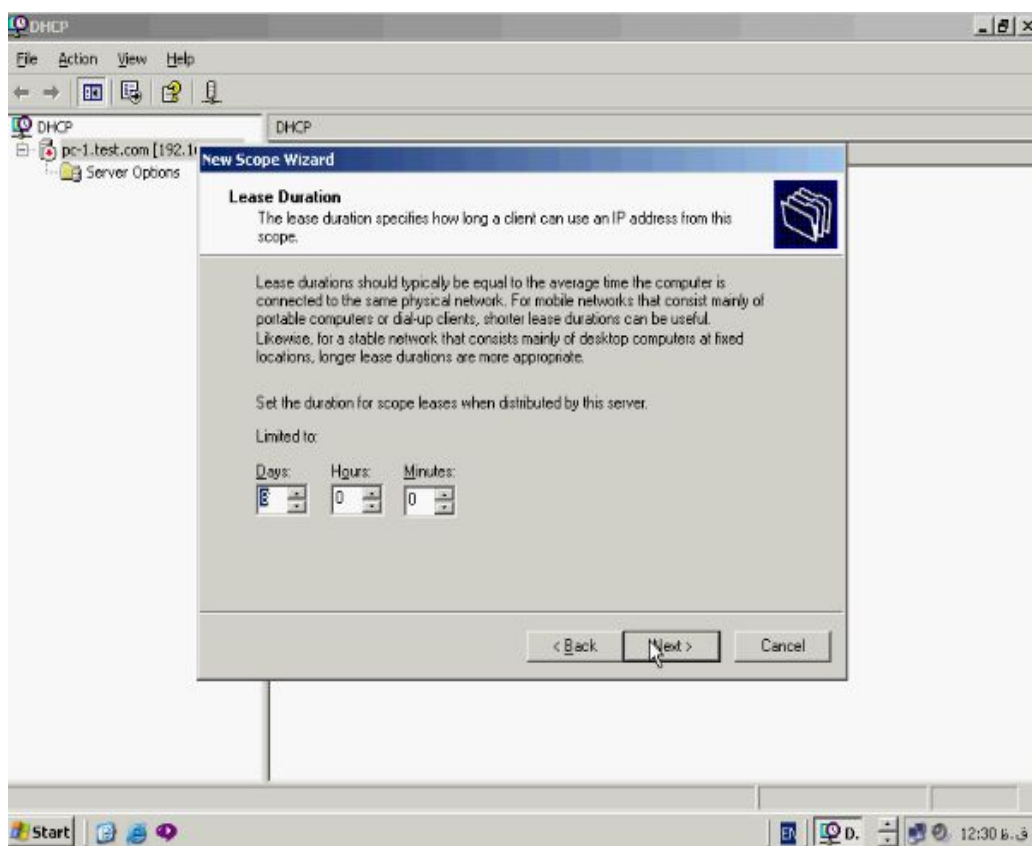 DHCP
File Action View Help
DHCP
DHCP
pc-1.test.com [192.1
Server Options
New Scope Wizard
Lease Duration
The lease duration specifies how long a client can use an IP address from this
scope.
Lease durations should typically be equal to the average time the computer is
connected to the same physical network. For mobile networks that consist mainly of
portable computers or dial-up clients, shorter lease durations can be useful.
Likewise, for a stable network that consists mainly of desktop computers at fixed
locations, longer lease durations are more appropriate.
Set the duration for scope leases when distributed by this server.
Limited to:
Days: Hours: Minutes:
8 0 0
< Back Next > Cancel
Start EN D. 12:30 ق.ظ